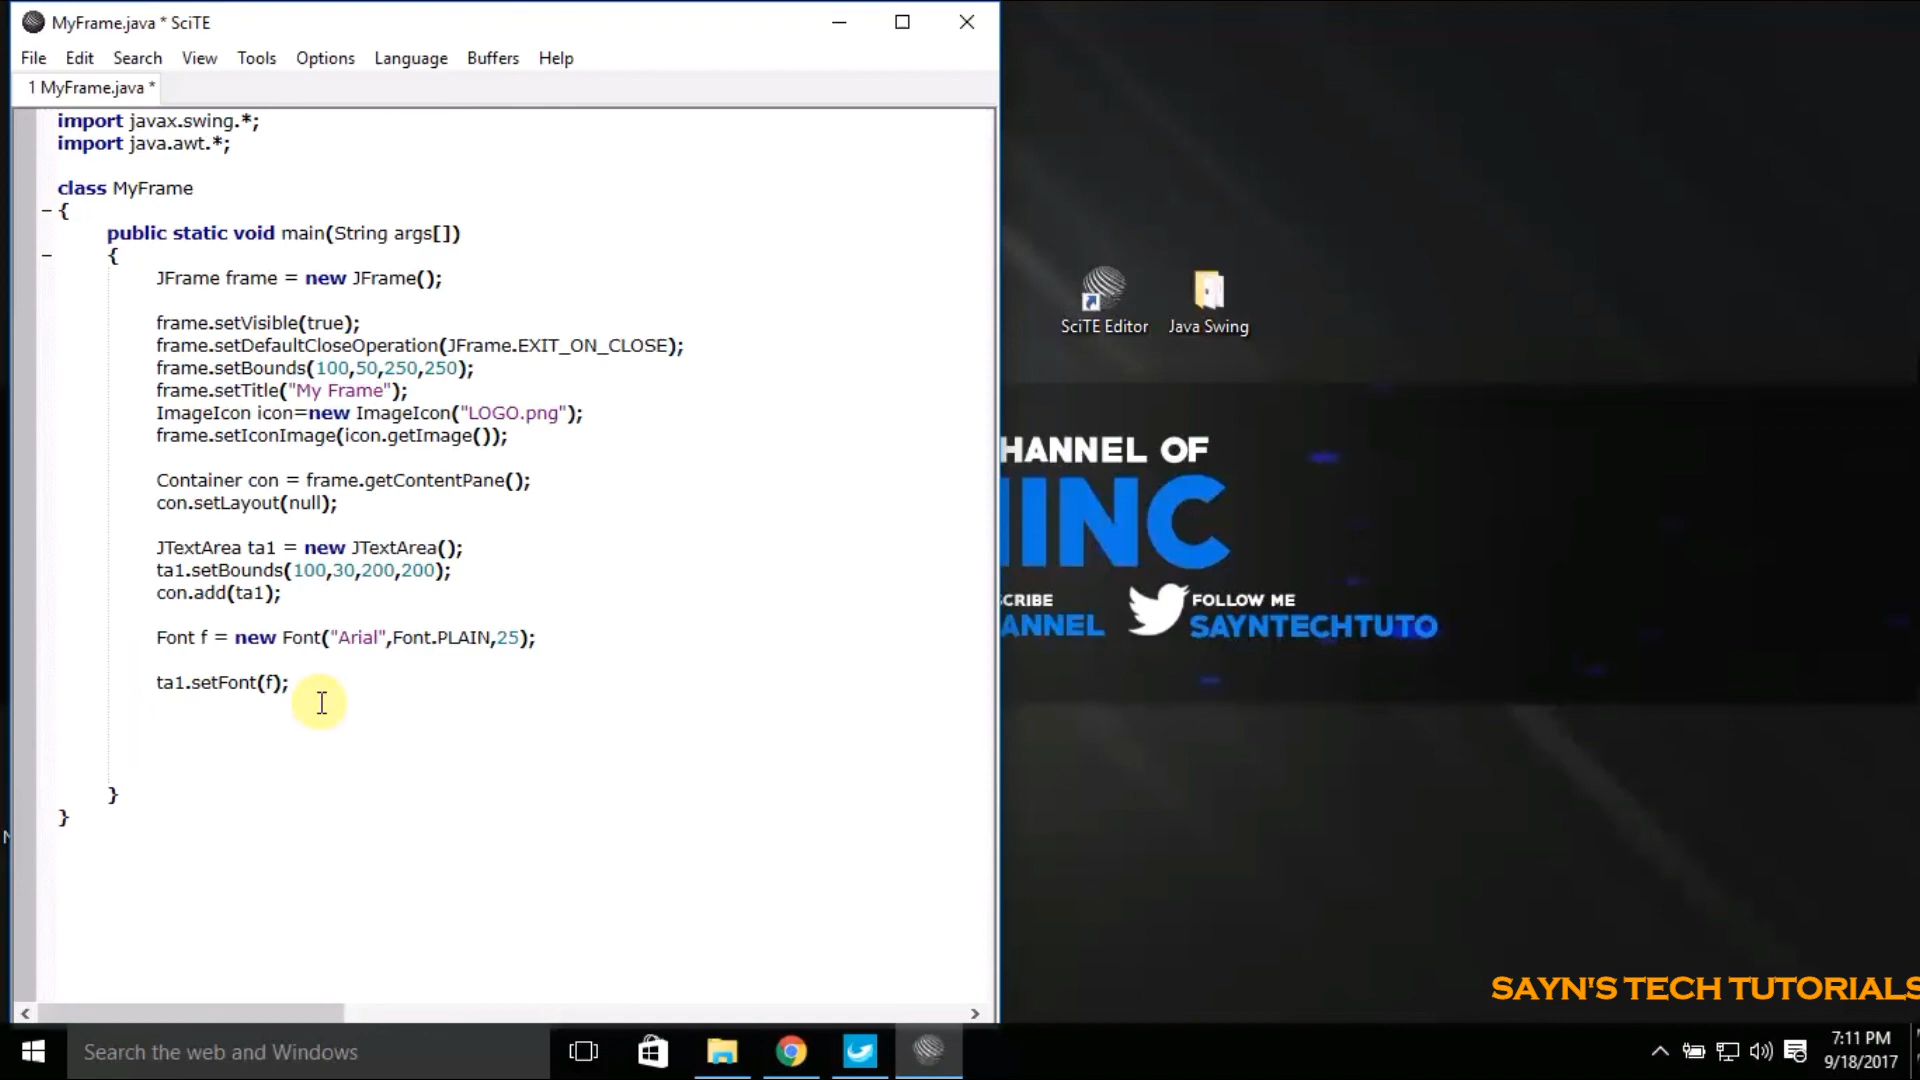 MyFrame.java * SciTE
File Edit Search View Tools Options Language Buffers Help
1 MyFrame.java *
import javax.swing.*;
import java.awt.*;
class MyFrame
{
public static void main(String args[])
{
JFrame frame = new JFrame();
frame.setVisible(true);
frame.setDefaultCloseOperation(JFrame.EXIT_ON_CLOSE);
frame.setBounds(100,50,250,250);
frame.setTitle("My Frame");
ImageIcon icon=new ImageIcon("LOGO.png");
frame.setIconImage(icon.getImage());
Container con = frame.getContentPane();
con.setLayout(null);
JTextArea ta1 = new JTextArea();
ta1.setBounds(100,30,200,200);
con.add(ta1);
Font f = new Font("Arial",Font.PLAIN,25);
ta1.setFont(f);
}
}
SciTE Editor
Java Swing
HANNEL OF
INC
CRIBE
ANNEL
FOLLOW ME
SAYNTECHTUTO
SAYN'S TECH TUTORIALS
Search the web and Windows
7:11 PM
9/18/2017